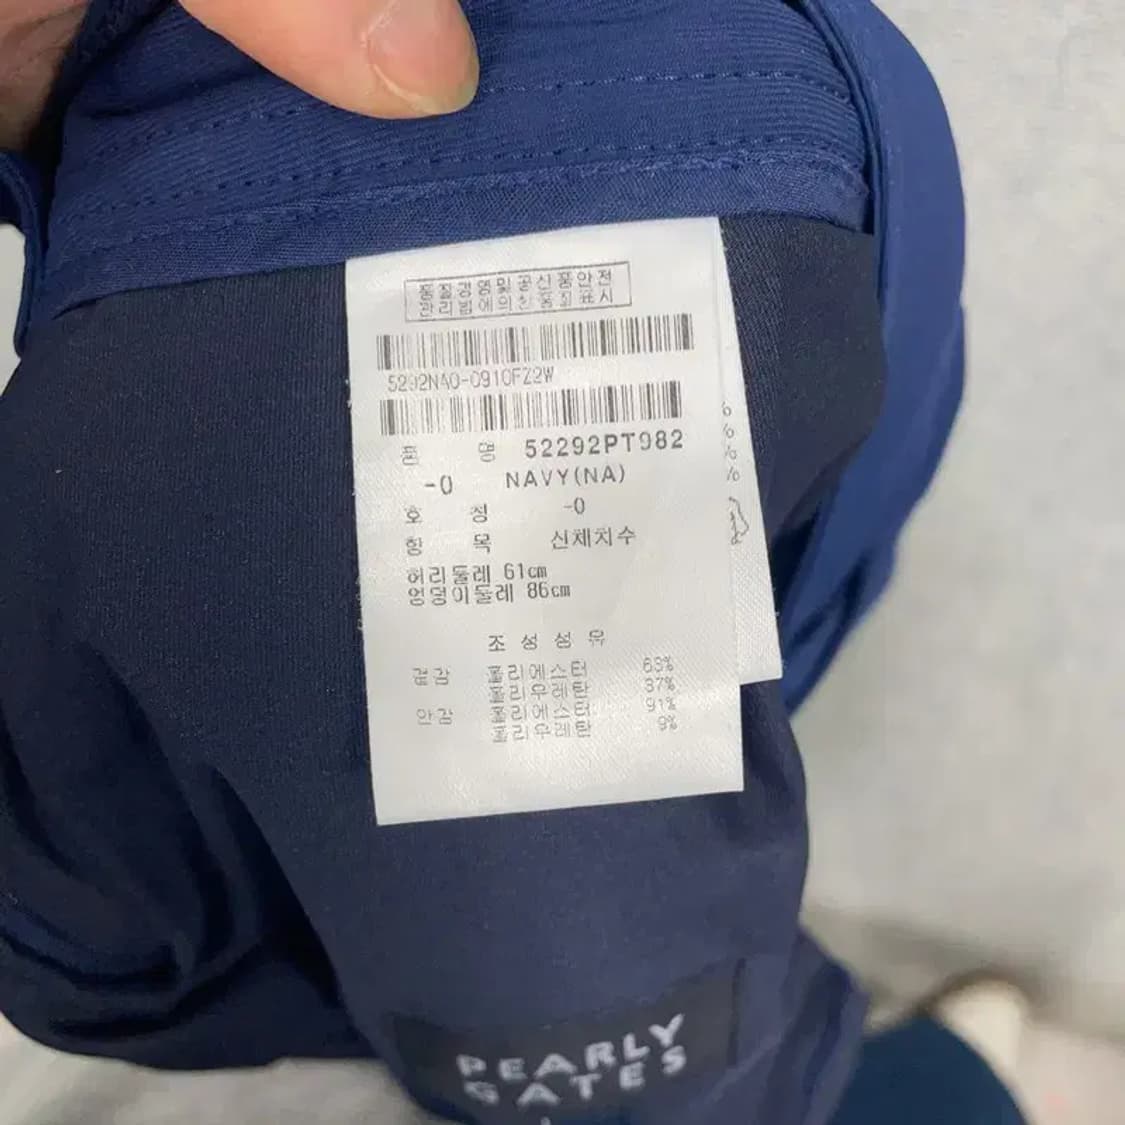 품질경영및공산품안전
관리법에의한품질표시
5292NA0-0910FZ2W
품 명 52292PT982
-0 NAVY(NA)
호 칭 -0
항 목 신체치수
허리둘레 61cm
엉덩이둘레 86cm
조성섬유
겉감 폴리에스터 63%
폴리우레탄 37%
안감 폴리에스터 91%
폴리우레탄 9%
%
%
%
%
PEARLY
GATES